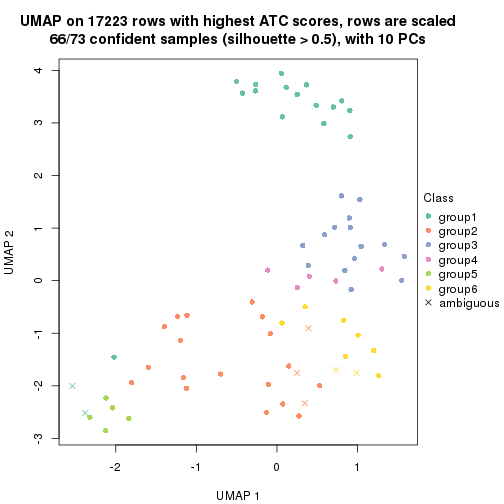 UMAP on 17223 rows with highest ATC scores, rows are scaled
66/73 confident samples (silhouette > 0.5), with 10 PCs
4
3
2
1
0
-1
-2
-3
UMAP 2
-2
-1
0
1
UMAP 1
Class
group1
group2
group3
group4
group5
group6
ambiguous